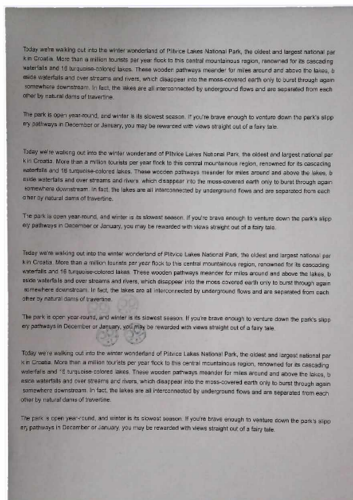 Today we're walking out into the winter wonderland of Plitvice Lakes National Park, the oldest and largest national par
k in Croatia. More than a million tourists per year flock to this central mountainous region, renowned for its cascading
waterfalls and 16 turquoise-colored lakes. These wooden pathways meander for miles around and above the lakes, b
eside waterfalls and over streams and rivers, which disappear into the moss-covered earth only to burst through again
somewhere downstream. In fact, the lakes are all interconnected by underground flows and are separated from each
other by natural dams of travertine.
The park is open year-round, and winter is its slowest season. If you're brave enough to venture down the park's slipp
ery pathways in December or January, you may be rewarded with views straight out of a fairy tale.
Today we're walking out into the winter wonderland of Plitvice Lakes National Park, the oldest and largest national par
k in Croatia. More than a million tourists per year flock to this central mountainous region, renowned for its cascading
waterfalls and 16 turquoise-colored lakes. These wooden pathways meander for miles around and above the lakes, b
eside waterfalls and over streams and rivers, which disappear into the moss-covered earth only to burst through again
somewhere downstream. In fact, the lakes are all interconnected by underground flows and are separated from each
other by natural dams of travertine.
The park is open year-round, and winter is its slowest season. If you're brave enough to venture down the park's slipp
ery pathways in December or January, you may be rewarded with views straight out of a fairy tale.
Today we're walking out into the winter wonderland of Plitvice Lakes National Park, the oldest and largest national par
k in Croatia. More than a million tourists per year flock to this central mountainous region, renowned for its cascading
waterfalls and 16 turquoise-colored lakes. These wooden pathways meander for miles around and above the lakes, b
eside waterfalls and over streams and rivers, which disappear into the moss-covered earth only to burst through again
somewhere downstream. In fact, the lakes are all interconnected by underground flows and are separated from each
other by natural dams of travertine.
The park is open year-round, and winter is its slowest season. If you're brave enough to venture down the park's slipp
ery pathways in December or January, you may be rewarded with views straight out of a fairy tale.
Today we're walking out into the winter wonderland of Plitvice Lakes National Park, the oldest and largest national par
k in Croatia. More than a million tourists per year flock to this central mountainous region, renowned for its cascading
waterfalls and 16 turquoise-colored lakes. These wooden pathways meander for miles around and above the lakes, b
eside waterfalls and over streams and rivers, which disappear into the moss-covered earth only to burst through again
somewhere downstream. In fact, the lakes are all interconnected by underground flows and are separated from each
other by natural dams of travertine.
The park is open year-round, and winter is its slowest season. If you're brave enough to venture down the park's slipp
ery pathways in December or January, you may be rewarded with views straight out of a fairy tale.